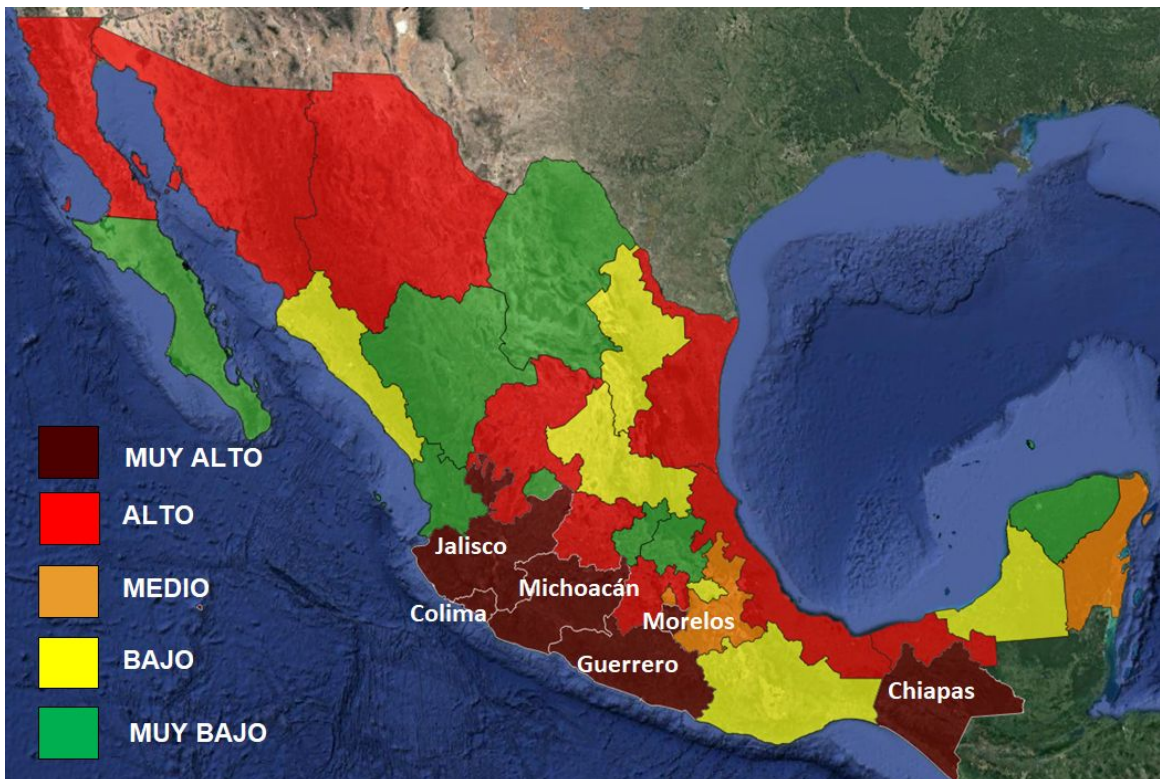 MUY ALTO
ALTO
MEDIO
BAJO
MUY BAJO
Jalisco
Michoacán
Colima
Morelos
Guerrero
Chiapas